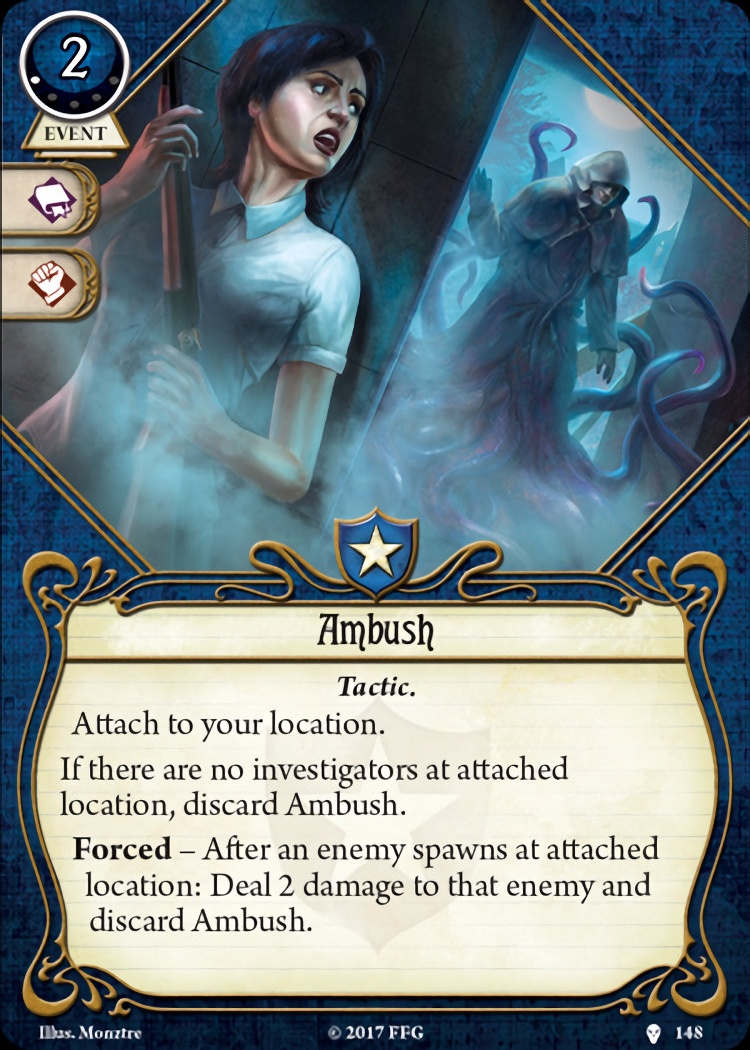 2
EVENT
Ambush
Tactic.
Attach to your location.
If there are no investigators at attached
location, discard Ambush.
Forced – After an enemy spawns at attached
location: Deal 2 damage to that enemy and
discard Ambush.
Illus. Monztre © 2017 FFG 148